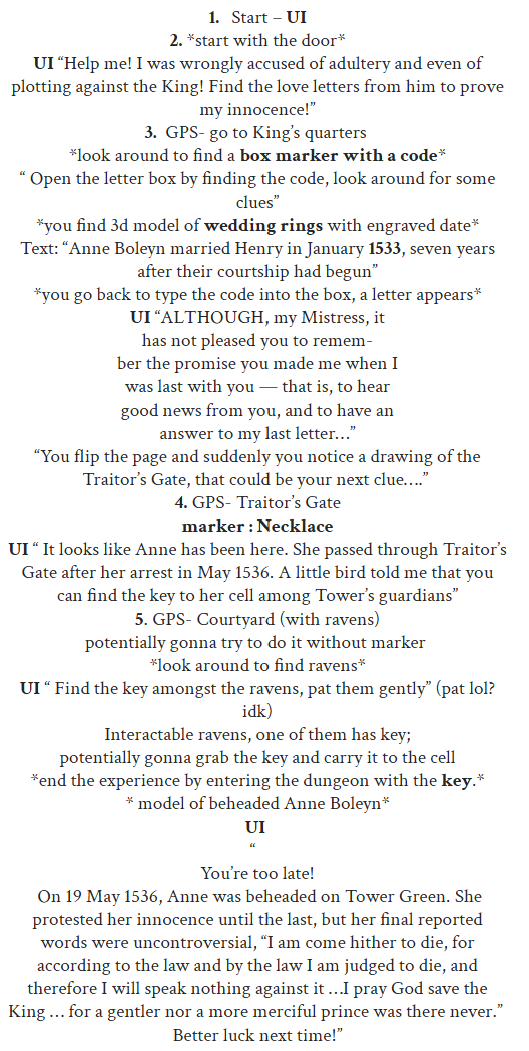 1. Start – UI
2. *start with the door*
UI “Help me! I was wrongly accused of adultery and even of
plotting against the King! Find the love letters from him to prove
my innocence!”
3. GPS- go to King’s quarters
*look around to find a box marker with a code*
“ Open the letter box by finding the code, look around for some
clues”
*you find 3d model of wedding rings with engraved date*
Text: “Anne Boleyn married Henry in January 1533, seven years
after their courtship had begun”
*you go back to type the code into the box, a letter appears*
UI “ALTHOUGH, my Mistress, it
has not pleased you to remem-
ber the promise you made me when I
was last with you — that is, to hear
good news from you, and to have an
answer to my last letter…”
“You flip the page and suddenly you notice a drawing of the
Traitor’s Gate, that could be your next clue….”
4. GPS- Traitor’s Gate
marker : Necklace
UI “ It looks like Anne has been here. She passed through Traitor’s
Gate after her arrest in May 1536. A little bird told me that you
can find the key to her cell among Tower’s guardians”
5. GPS- Courtyard (with ravens)
potentially gonna try to do it without marker
*look around to find ravens*
UI “ Find the key amongst the ravens, pat them gently” (pat lol?
idk)
Interactable ravens, one of them has key;
potentially gonna grab the key and carry it to the cell
*end the experience by entering the dungeon with the key.*
* model of beheaded Anne Boleyn*
UI
“
You’re too late!
On 19 May 1536, Anne was beheaded on Tower Green. She
protested her innocence until the last, but her final reported
words were uncontroversial, “I am come hither to die, for
according to the law and by the law I am judged to die, and
therefore I will speak nothing against it …I pray God save the
King … for a gentler nor a more merciful prince was there never.”
Better luck next time!”